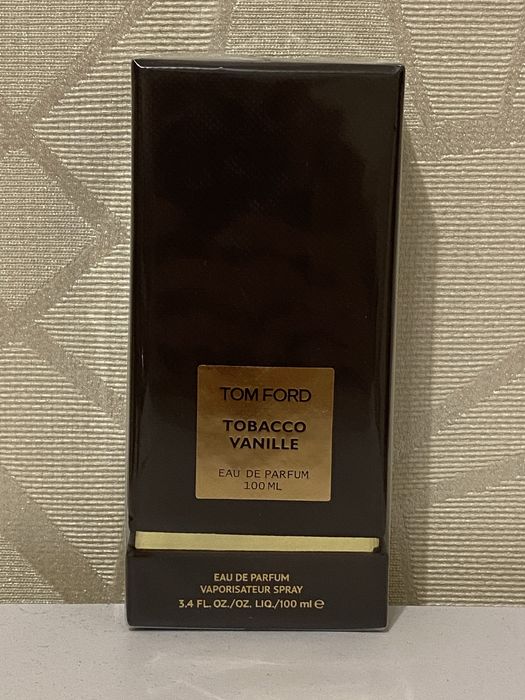 TOM FORD
TOBACCO
VANILLE
EAU DE PARFUM
100 ML
EAU DE PARFUM
VAPORISATEUR SPRAY
3.4 FL. OZ./OZ. LIQ./100 ml ℮